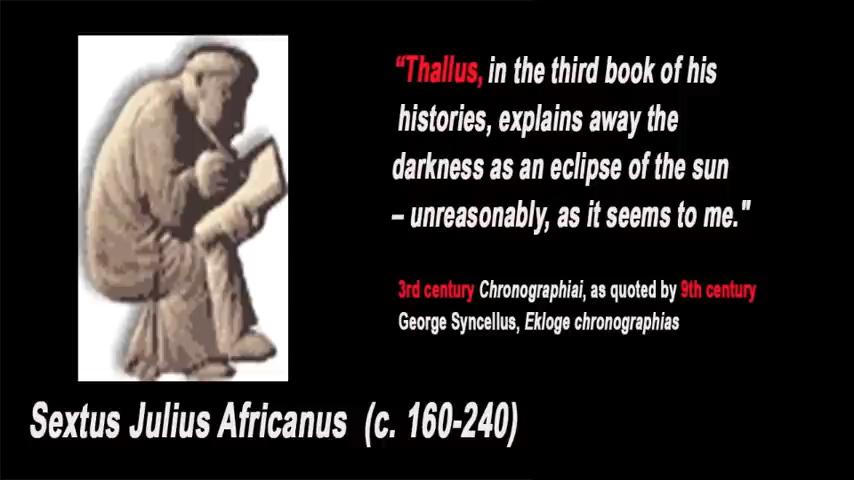 “Thallus, in the third book of his
histories, explains away the
darkness as an eclipse of the sun
– unreasonably, as it seems to me."
3rd century Chronographiai, as quoted by 9th century
George Syncellus, Ekloge chronographias
Sextus Julius Africanus (c. 160-240)